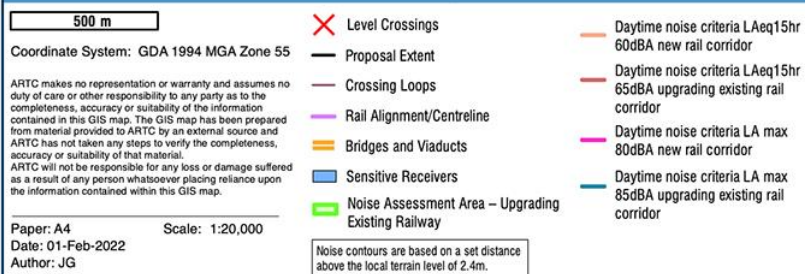 500 m
Coordinate System: GDA 1994 MGA Zone 55
ARTC makes no representation or warranty and assumes no
duty of care or other responsibility to any party as to the
completeness, accuracy or suitability of the information
contained in this GIS map. The GIS map has been prepared
from material provided to ARTC by an external source and
ARTC has not taken any steps to verify the completeness,
accuracy or suitability of that material.
ARTC will not be responsible for any loss or damage suffered
as a result of any person whatsoever placing reliance upon
the information contained within this GIS map.
Paper: A4 Scale: 1:20,000
Date: 01-Feb-2022
Author: JG
Level Crossings
Proposal Extent
Crossing Loops
Rail Alignment/Centreline
Bridges and Viaducts
Sensitive Receivers
Noise Assessment Area – Upgrading
Existing Railway
Noise contours are based on a set distance
above the local terrain level of 2.4m.
Daytime noise criteria LAeq15hr
60dBA new rail corridor
Daytime noise criteria LAeq15hr
65dBA upgrading existing rail
corridor
Daytime noise criteria LA max
80dBA new rail corridor
Daytime noise criteria LA max
85dBA upgrading existing rail
corridor